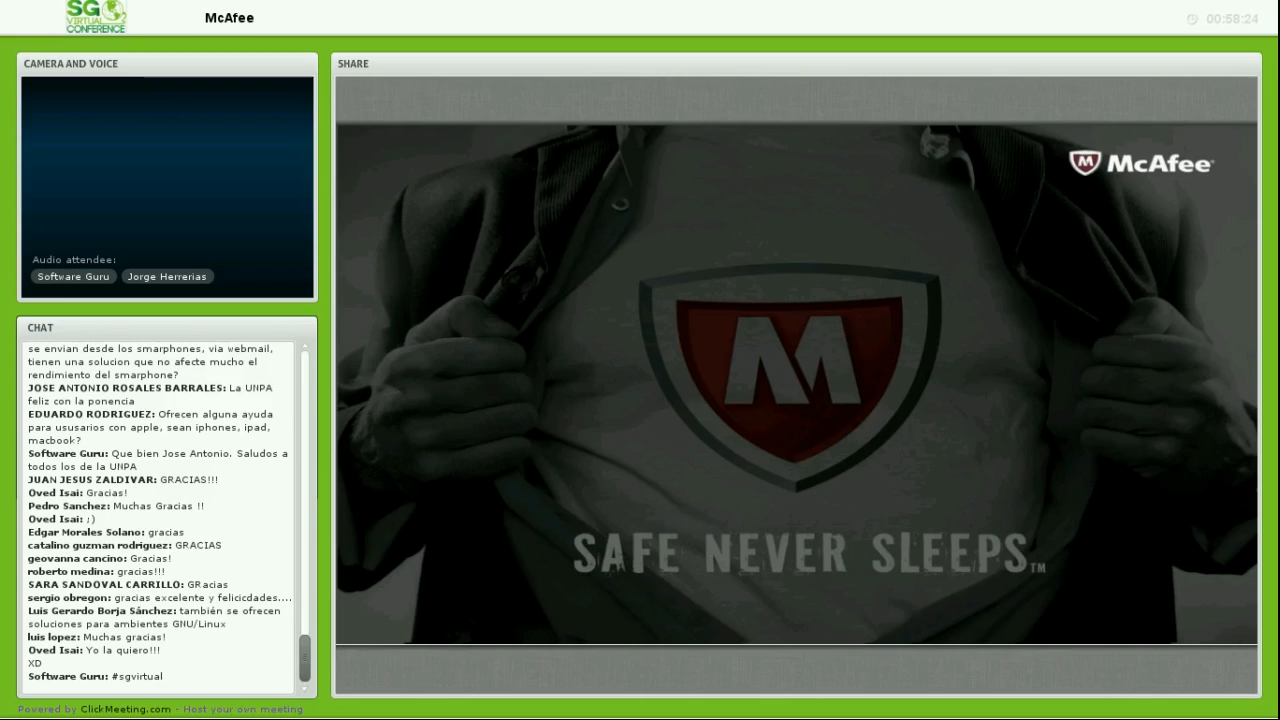 SG
VIRTUAL
CONFERENCE
McAfee
00:58:24
CAMERA AND VOICE
Audio attendee:
Software Guru
Jorge Herrerias
CHAT
se envian desde los smarphones, via webmail,
tienen una solucion que no afecte mucho el
rendimiento del smarphone?
JOSE ANTONIO ROSALES BARRALES: La UNPA
feliz con la ponencia
EDUARDO RODRIGUEZ: Ofrecen alguna ayuda
para ususarios con apple, sean iphones, ipad,
macbook?
Software Guru: Que bien Jose Antonio. Saludos a
todos los de la UNPA
JUAN JESUS ZALDIVAR: GRACIAS!!!
Oved Isai: Gracias!
Pedro Sanchez: Muchas Gracias !!
Oved Isai: ;)
Edgar Morales Solano: gracias
catalino guzman rodriguez: GRACIAS
geovanna cancino: Gracias!
roberto medina: gracias!!!
SARA SANDOVAL CARRILLO: GRacias
sergio obregon: gracias excelente y felicicdades....
Luis Gerardo Borja Sánchez: también se ofrecen
soluciones para ambientes GNU/Linux
luis lopez: Muchas gracias!
Oved Isai: Yo la quiero!!!
XD
Software Guru: #sgvirtual
SHARE
M McAfee
M
SAFE NEVER SLEEPS™
Powered by ClickMeeting.com - Host your own meeting